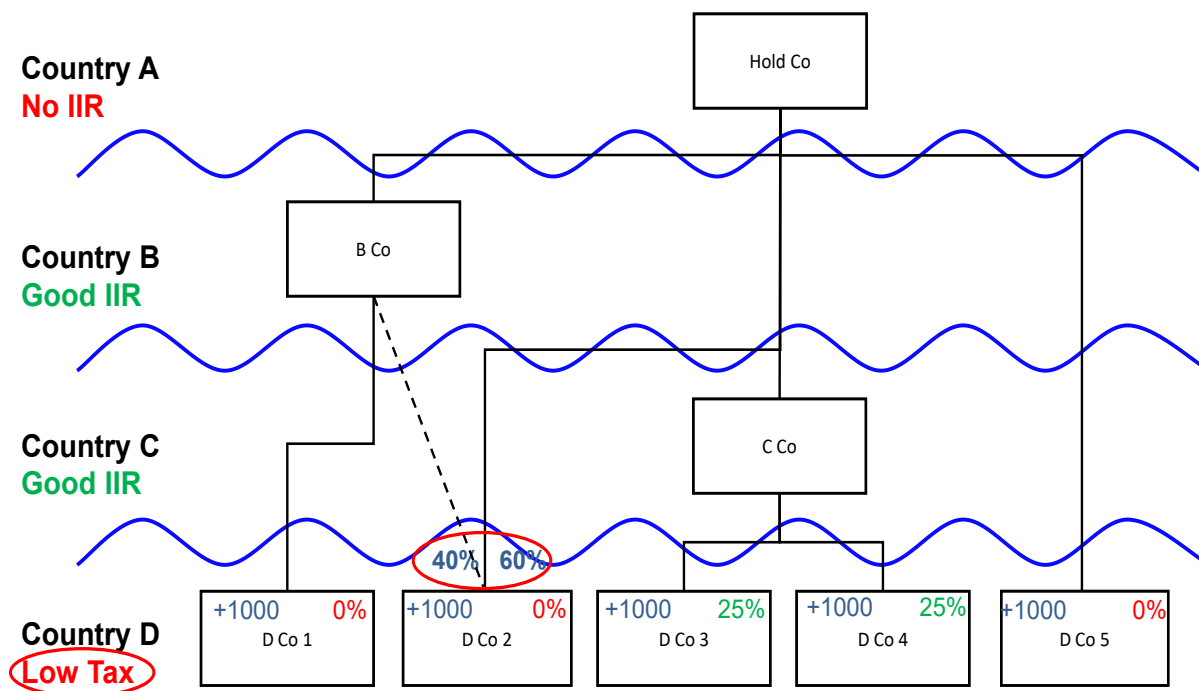 Country A
No IIR
Hold Co
Country B
Good IIR
B Co
Country C
Good IIR
C Co
40% 60%
Country D
Low Tax
+1000 0%
D Co 1
+1000 0%
D Co 2
+1000 25%
D Co 3
+1000 25%
D Co 4
+1000 0%
D Co 5